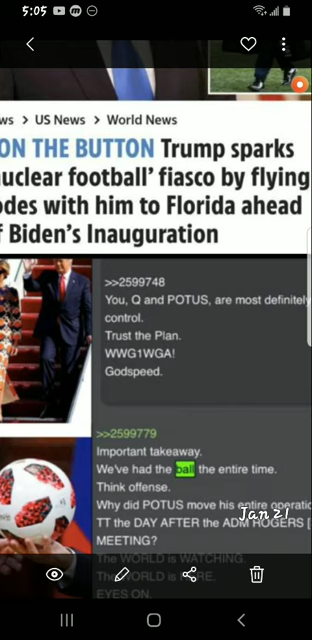 5:05
ws > US News > World News
ON THE BUTTON Trump sparks
nuclear football' fiasco by flying
odes with him to Florida ahead
f Biden's Inauguration
>>2599748
You, Q and POTUS, are most definitely
control.
Trust the Plan.
WWG1WGA!
Godspeed.
>>2599779
Important takeaway.
We've had the ball the entire time.
Think offense.
Why did POTUS move his entire operatio
TT the DAY AFTER the ADM ROGERS [
Jan 21
MEETING?
The WORLD is WATCHING.
The WORLD is
EYES ON.